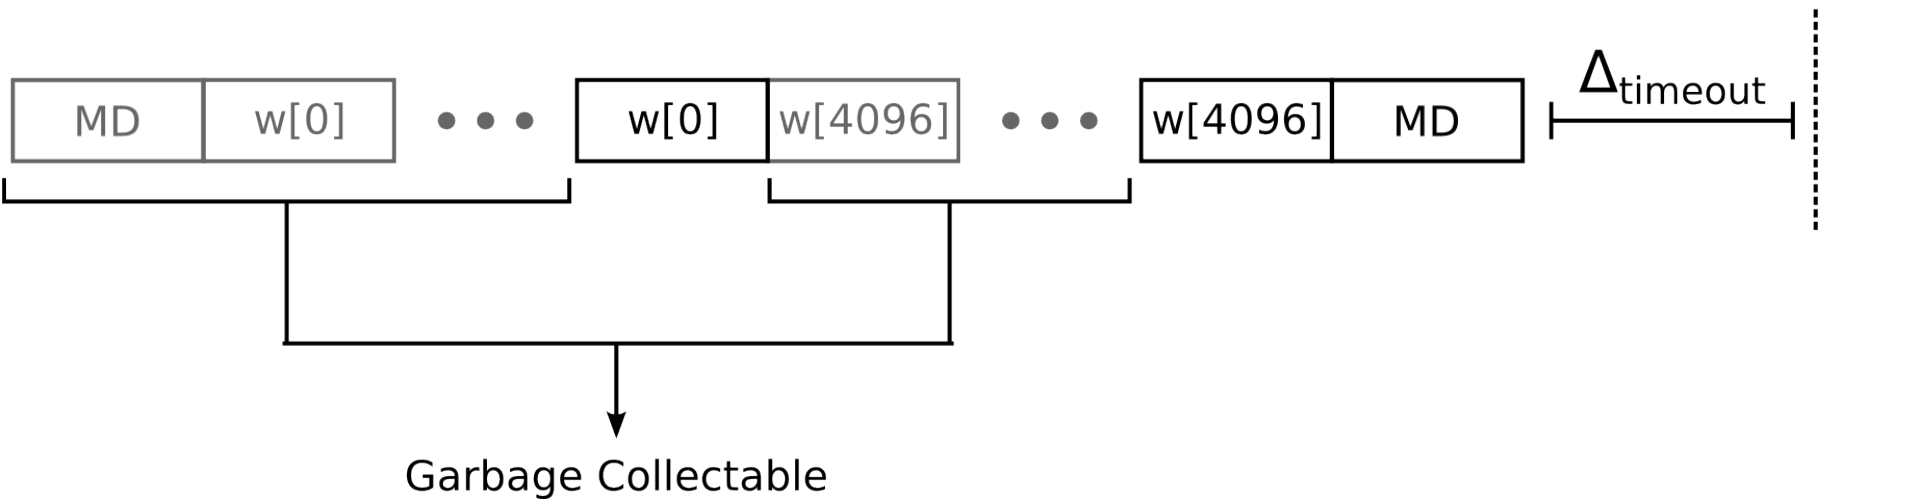 MD w[0] w[0] w[4096] w[4096] MD Δtimeout
Garbage Collectable